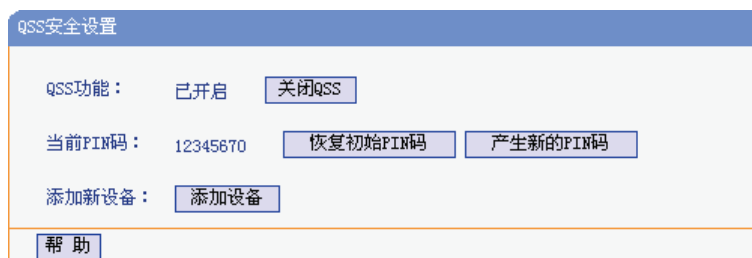 QSS安全设置
QSS功能： 已开启 关闭QSS
当前PIN码： 12345670 恢复初始PIN码 产生新的PIN码
添加新设备： 添加设备
帮 助